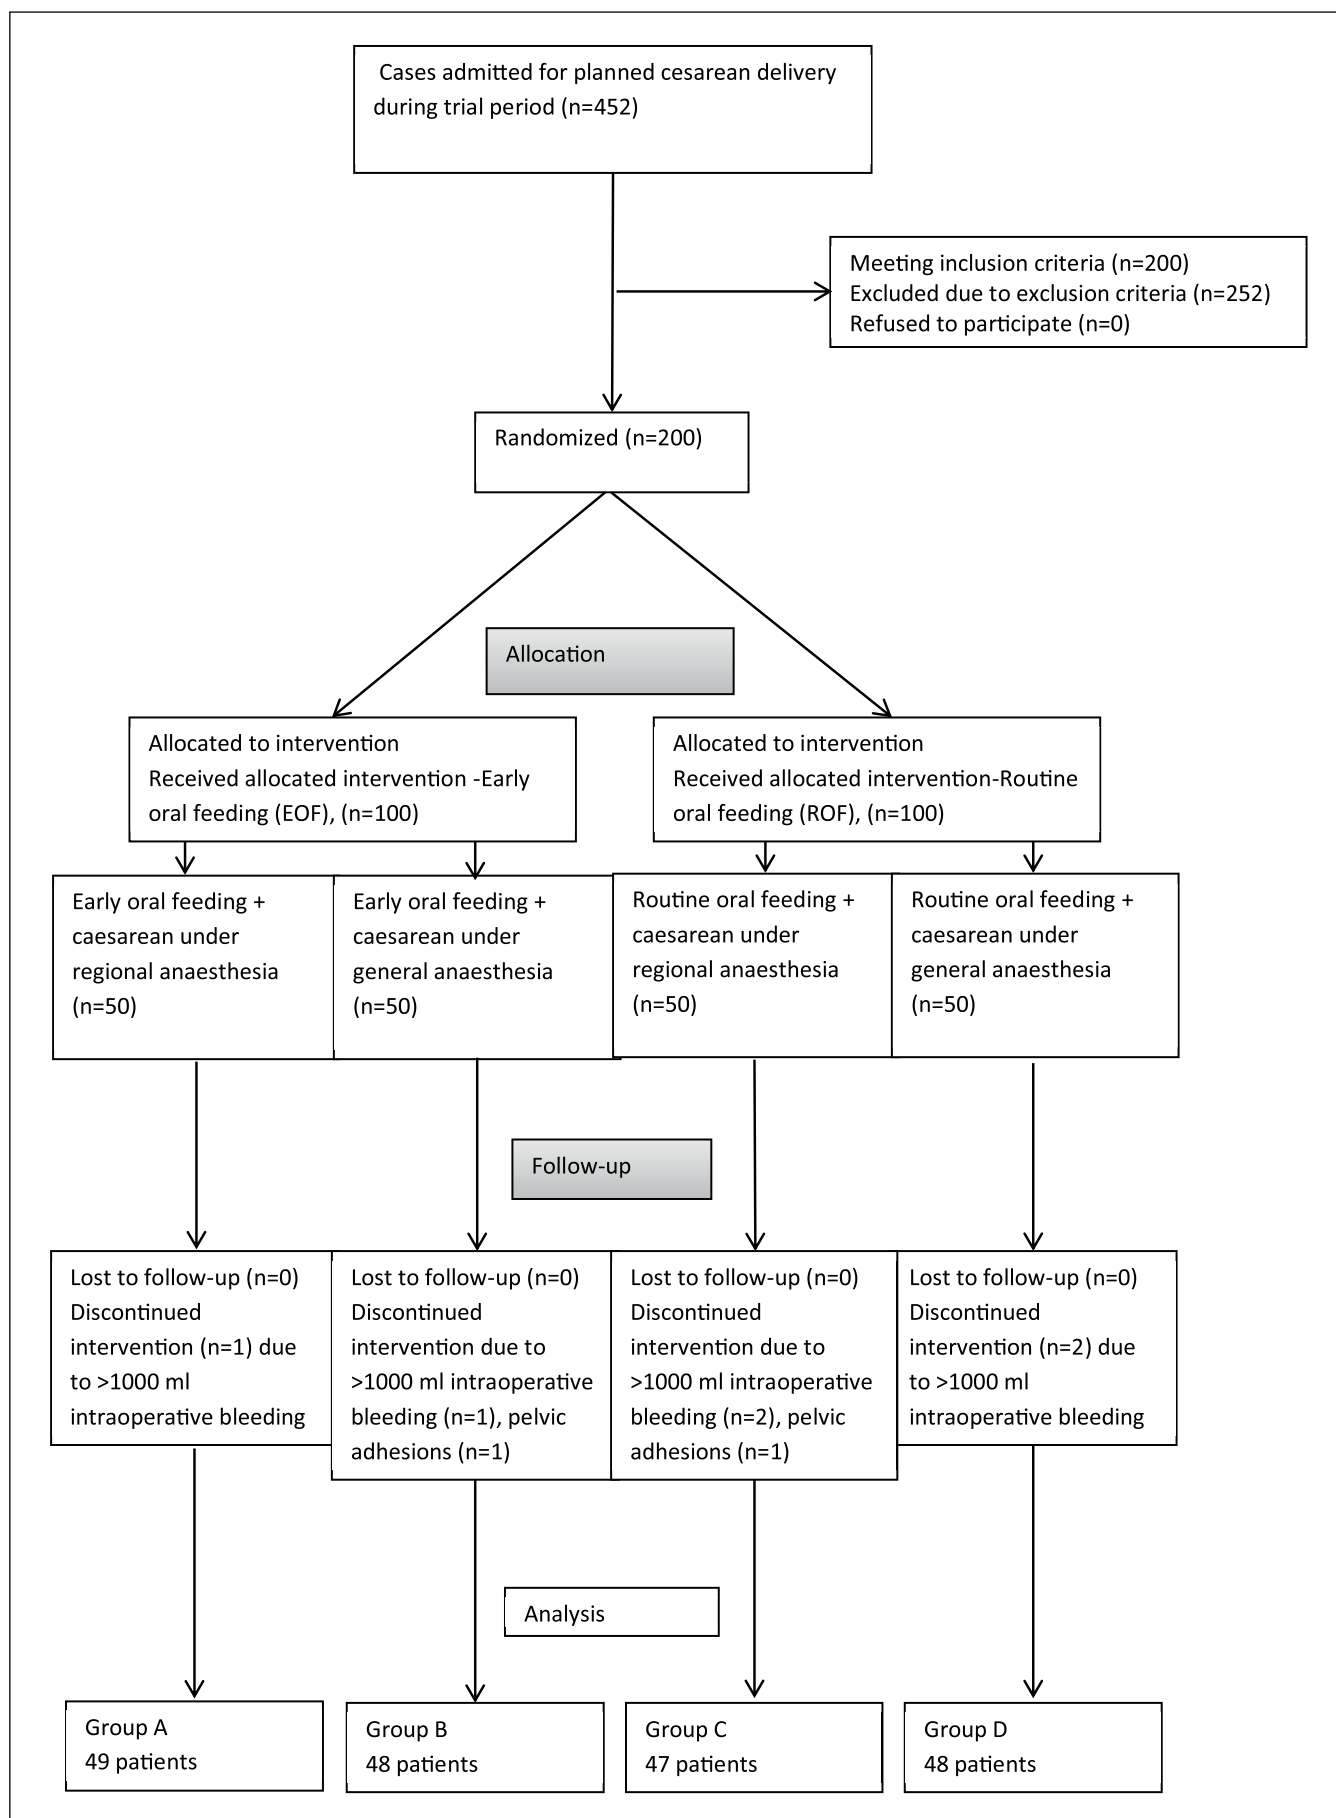 Cases admitted for planned cesarean delivery
during trial period (n=452)
Meeting inclusion criteria (n=200)
Excluded due to exclusion criteria (n=252)
Refused to participate (n=0)
Randomized (n=200)
Allocation
Allocated to intervention
Received allocated intervention -Early
oral feeding (EOF), (n=100)
Allocated to intervention
Received allocated intervention-Routine
oral feeding (ROF), (n=100)
Early oral feeding +
caesarean under
regional anaesthesia
(n=50)
Early oral feeding +
caesarean under
general anaesthesia
(n=50)
Routine oral feeding +
caesarean under
regional anaesthesia
(n=50)
Routine oral feeding +
caesarean under
general anaesthesia
(n=50)
Follow-up
Lost to follow-up (n=0)
Discontinued
intervention (n=1) due
to >1000 ml
intraoperative bleeding
Lost to follow-up (n=0)
Discontinued
intervention due to
>1000 ml intraoperative
bleeding (n=1), pelvic
adhesions (n=1)
Lost to follow-up (n=0)
Discontinued
intervention due to
>1000 ml intraoperative
bleeding (n=2), pelvic
adhesions (n=1)
Lost to follow-up (n=0)
Discontinued
intervention (n=2) due
to >1000 ml
intraoperative bleeding
Analysis
Group A
49 patients
Group B
48 patients
Group C
47 patients
Group D
48 patients